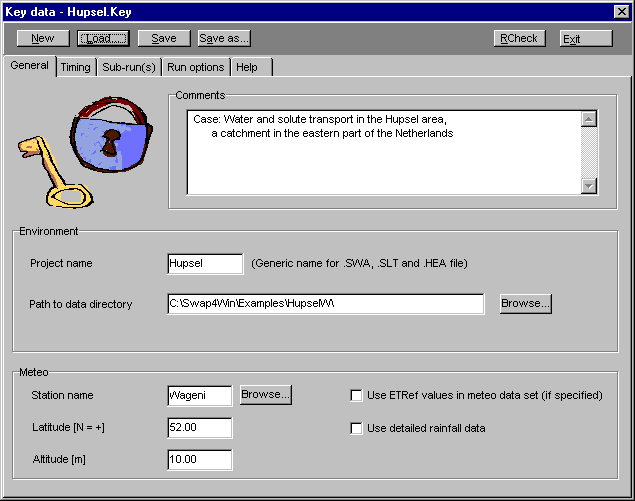 Key data - Hupsel.Key
New Load... Save Save as... RCheck Exit
General Timing Sub-run(s) Run options Help
Comments
Case: Water and solute transport in the Hupsel area,
a catchment in the eastern part of the Netherlands
Environment
Project name Hupsel (Generic name for .SWA, .SLT and .HEA file)
Path to data directory C:\Swap4Win\Examples\HupselW\ Browse...
Meteo
Station name Wageni Browse... Use ETRef values in meteo data set (if specified)
Latitude [N = +] 52.00 Use detailed rainfall data
Altitude [m] 10.00